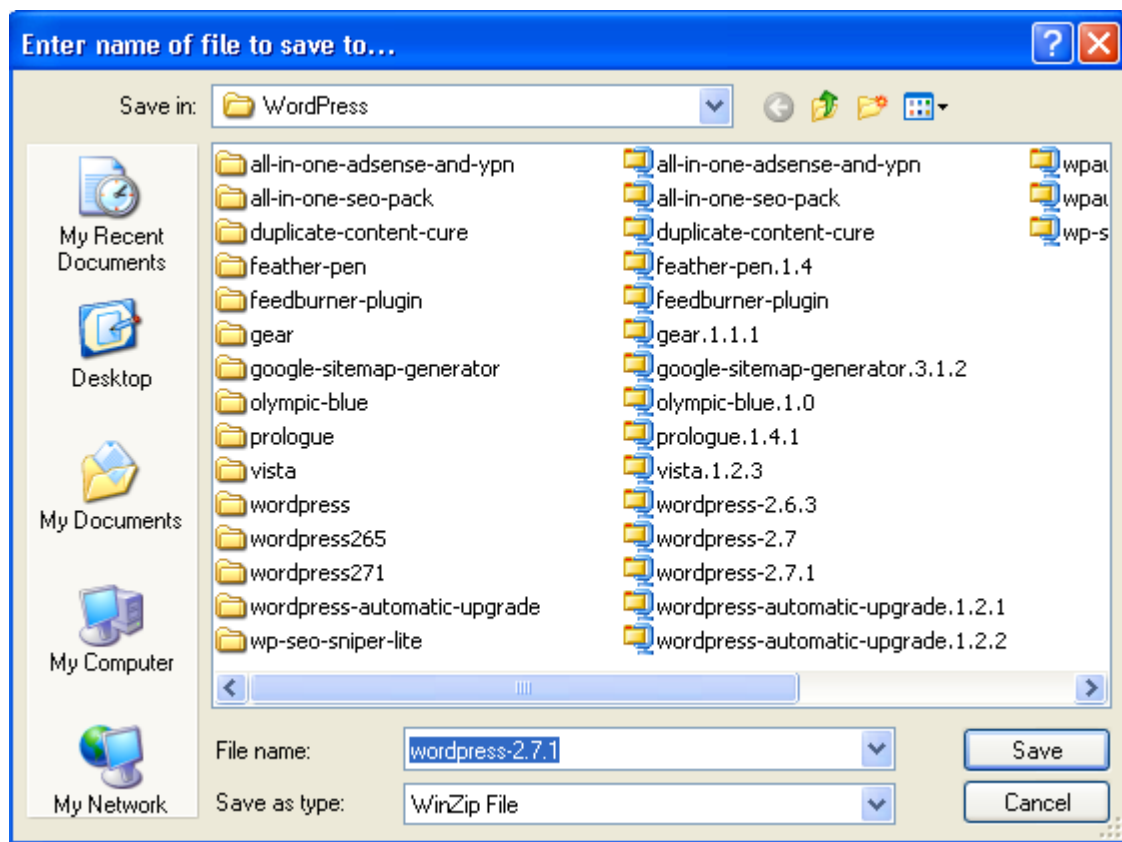 Enter name of file to save to...
Save in: WordPress
My Recent
Documents
Desktop
My Documents
My Computer
My Network
all-in-one-adsense-and-ypn
all-in-one-seo-pack
duplicate-content-cure
feather-pen
feedburner-plugin
gear
google-sitemap-generator
olympic-blue
prologue
vista
wordpress
wordpress265
wordpress271
wordpress-automatic-upgrade
wp-seo-sniper-lite
all-in-one-adsense-and-ypn
all-in-one-seo-pack
duplicate-content-cure
feather-pen.1.4
feedburner-plugin
gear.1.1.1
google-sitemap-generator.3.1.2
olympic-blue.1.0
prologue.1.4.1
vista.1.2.3
wordpress-2.6.3
wordpress-2.7
wordpress-2.7.1
wordpress-automatic-upgrade.1.2.1
wordpress-automatic-upgrade.1.2.2
wpau
wpau
wp-s
File name: wordpress-2.7.1 Save
Save as type: WinZip File Cancel